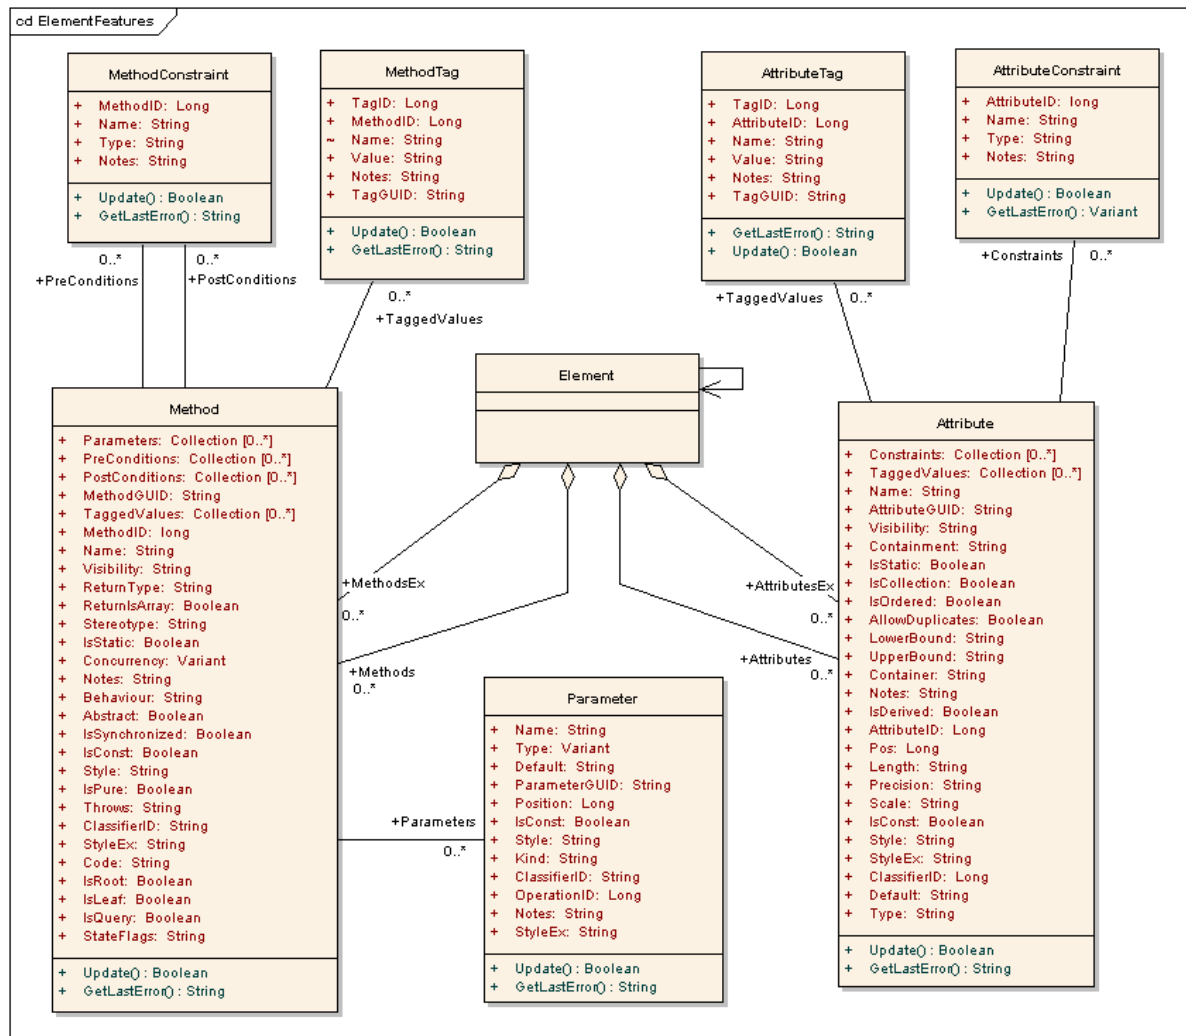 cd ElementFeatures
MethodConstraint
+ MethodID: Long
+ Name: String
+ Type: String
+ Notes: String
+ Update() : Boolean
+ GetLastError() : String
MethodTag
+ TagID: Long
+ MethodID: Long
~ Name: String
+ Value: String
+ Notes: String
+ TagGUID: String
+ Update() : Boolean
+ GetLastError() : String
AttributeTag
+ TagID: Long
+ AttributeID: Long
+ Name: String
+ Value: String
+ Notes: String
+ TagGUID: String
+ GetLastError() : String
+ Update() : Boolean
AttributeConstraint
+ AttributeID: long
+ Name: String
+ Type: String
+ Notes: String
+ Update() : Boolean
+ GetLastError() : Variant
0..*
+PreConditions
0..*
+PostConditions
0..*
+TaggedValues
+TaggedValues
0..*
+Constraints
0..*
Element
Method
+ Parameters: Collection [0..*]
+ PreConditions: Collection [0..*]
+ PostConditions: Collection [0..*]
+ MethodGUID: String
+ TaggedValues: Collection [0..*]
+ MethodID: long
+ Name: String
+ Visibility: String
+ ReturnType: String
+ ReturnIsArray: Boolean
+ Stereotype: String
+ IsStatic: Boolean
+ Concurrency: Variant
+ Notes: String
+ Behaviour: String
+ Abstract: Boolean
+ IsSynchronized: Boolean
+ IsConst: Boolean
+ Style: String
+ IsPure: Boolean
+ Throws: String
+ ClassifierID: String
+ StyleEx: String
+ Code: String
+ IsRoot: Boolean
+ IsLeaf: Boolean
+ IsQuery: Boolean
+ StateFlags: String
+ Update() : Boolean
+ GetLastError() : String
+MethodsEx
0..*
+Methods
0..*
+AttributesEx
0..*
+Attributes
0..*
+Parameters
0..*
Parameter
+ Name: String
+ Type: Variant
+ Default: String
+ ParameterGUID: String
+ Position: Long
+ IsConst: Boolean
+ Style: String
+ Kind: String
+ ClassifierID: String
+ OperationID: Long
+ Notes: String
+ StyleEx: String
+ Update() : Boolean
+ GetLastError() : String
Attribute
+ Constraints: Collection [0..*]
+ TaggedValues: Collection [0..*]
+ Name: String
+ AttributeGUID: String
+ Visibility: String
+ Containment: String
+ IsStatic: Boolean
+ IsCollection: Boolean
+ IsOrdered: Boolean
+ AllowDuplicates: Boolean
+ LowerBound: String
+ UpperBound: String
+ Container: String
+ Notes: String
+ IsDerived: Boolean
+ AttributeID: Long
+ Pos: Long
+ Length: String
+ Precision: String
+ Scale: String
+ IsConst: Boolean
+ Style: String
+ StyleEx: String
+ ClassifierID: Long
+ Default: String
+ Type: String
+ Update() : Boolean
+ GetLastError() : String